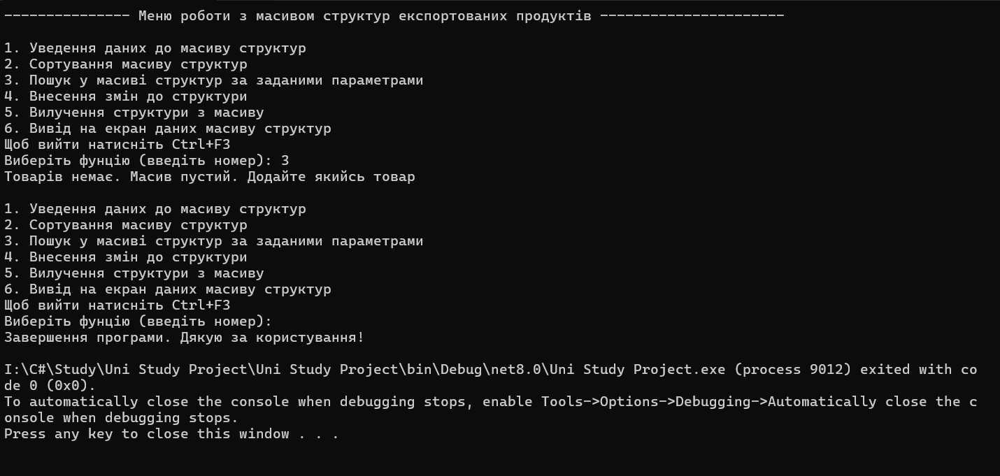 --------------- Меню роботи з масивом структур експортованих продуктів ----------------------
1. Уведення даних до масиву структур
2. Сортування масиву структур
3. Пошук у масиві структур за заданими параметрами
4. Внесення змін до структури
5. Вилучення структури з масиву
6. Вивід на екран даних масиву структур
Щоб вийти натисніть Ctrl+F3
Виберіть фунцію (введіть номер): 3
Товарів немає. Масив пустий. Додайте якийсь товар
1. Уведення даних до масиву структур
2. Сортування масиву структур
3. Пошук у масиві структур за заданими параметрами
4. Внесення змін до структури
5. Вилучення структури з масиву
6. Вивід на екран даних масиву структур
Щоб вийти натисніть Ctrl+F3
Виберіть фунцію (введіть номер):
Завершення програми. Дякую за користування!
I:\C#\Study\Uni Study Project\Uni Study Project\bin\Debug\net8.0\Uni Study Project.exe (process 9012) exited with co
de 0 (0x0).
To automatically close the console when debugging stops, enable Tools->Options->Debugging->Automatically close the c
onsole when debugging stops.
Press any key to close this window . . .